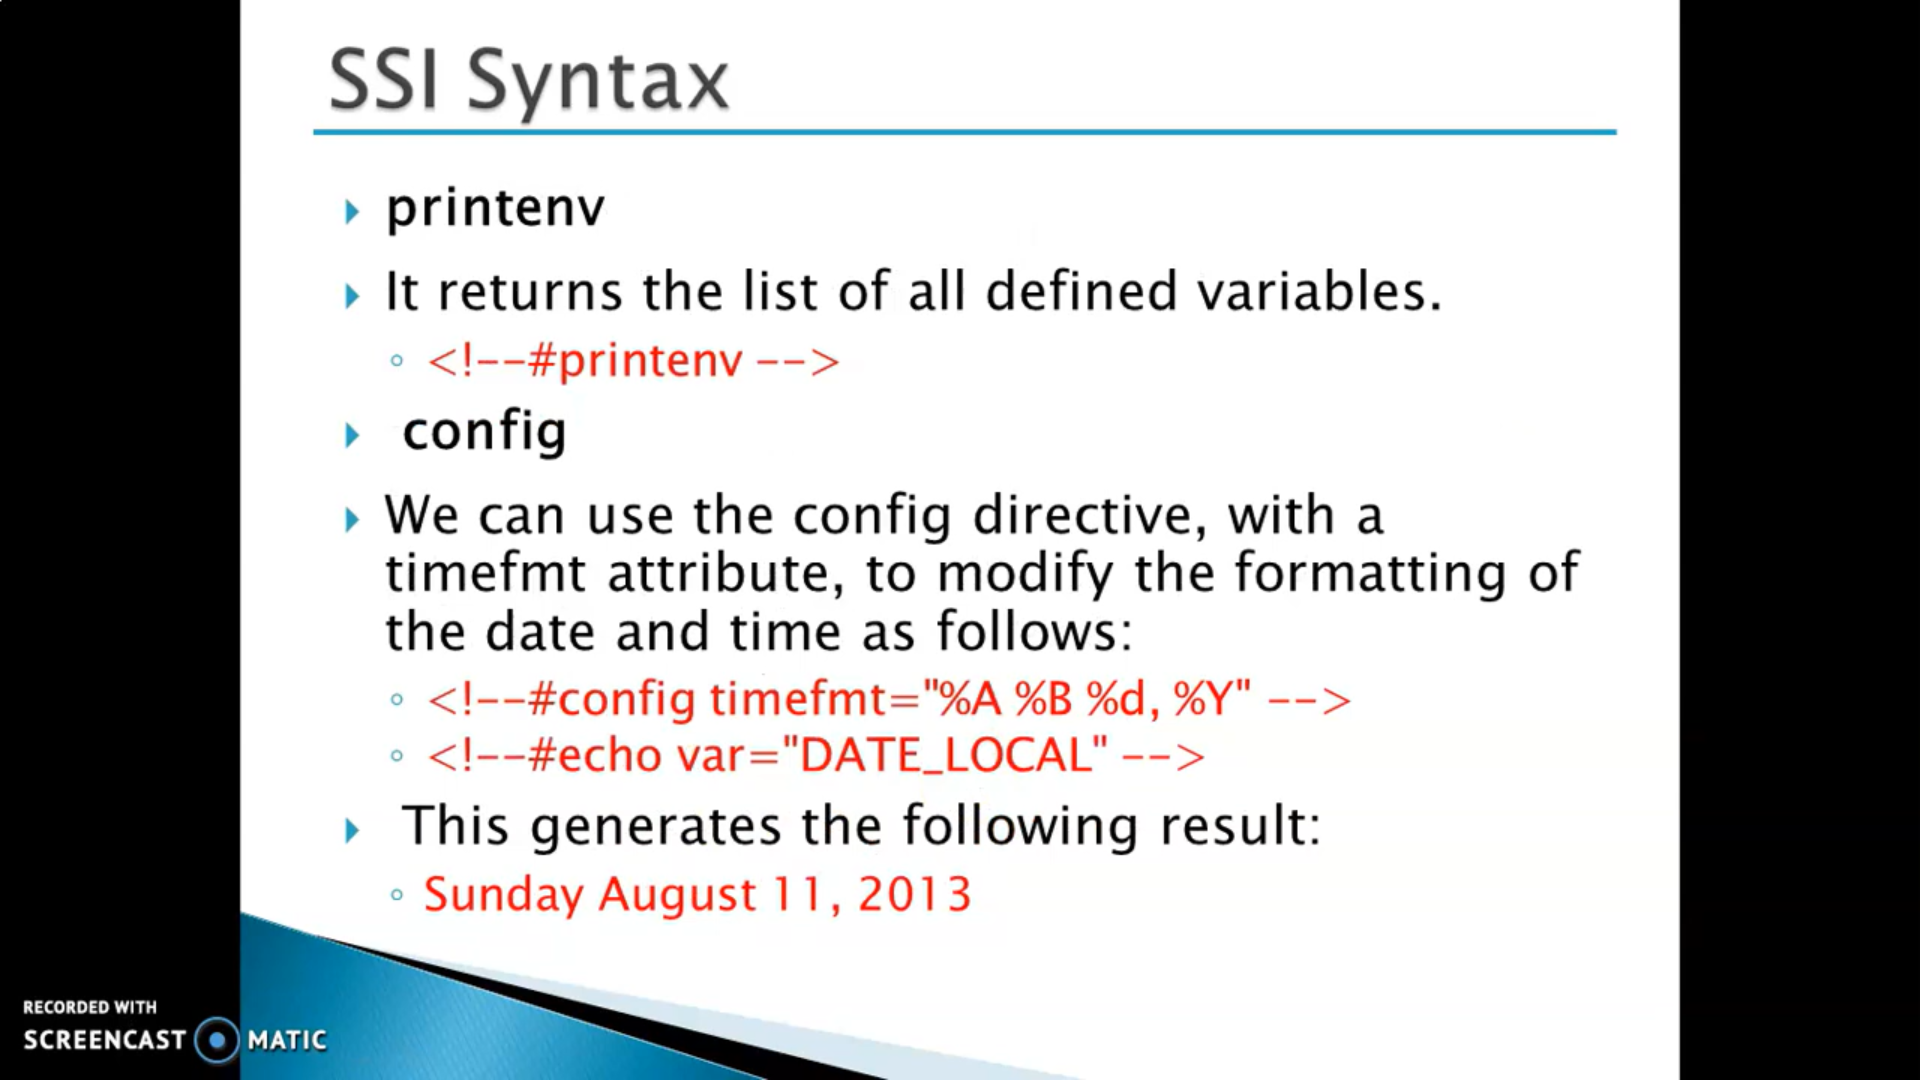 SSI Syntax
printenv
It returns the list of all defined variables.
<!--#printenv -->
config
We can use the config directive, with a
timefmt attribute, to modify the formatting of
the date and time as follows:
<!--#config timefmt="%A %B %d, %Y" -->
<!--#echo var="DATE_LOCAL" -->
This generates the following result:
Sunday August 11, 2013
RECORDED WITH
SCREENCAST MATIC